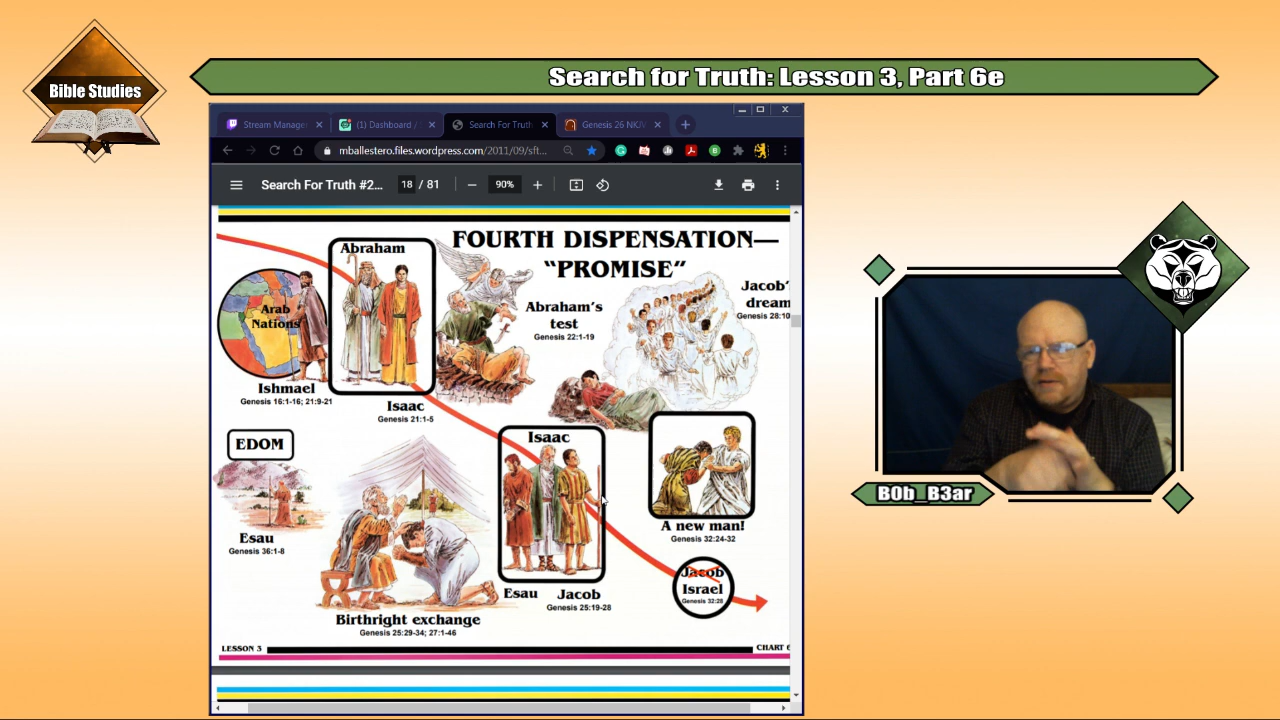 Bible Studies
Search for Truth: Lesson 3, Part 6e
Stream Manage
(1) Dashboard /
Search For Truth
Genesis 26 NKJV
mballestero.files.wordpress.com/2011/09/sft...
Search For Truth #2...
18 / 81
90%
FOURTH DISPENSATION—
“PROMISE”
Abraham
Arab
Nations
Ishmael
Genesis 16:1-16; 21:9-21
Isaac
Genesis 21:1-5
Abraham's
test
Genesis 22:1-19
Jacob'
dream
Genesis 28:10
EDOM
Esau
Genesis 36:1-8
Birthright exchange
Genesis 25:29-34; 27:1-46
Isaac
Esau
Jacob
Genesis 25:19-28
A new man!
Genesis 32:24-32
Jacob
Israel
Genesis 32:28
LESSON 3
CHART 6
B0b_B3ar